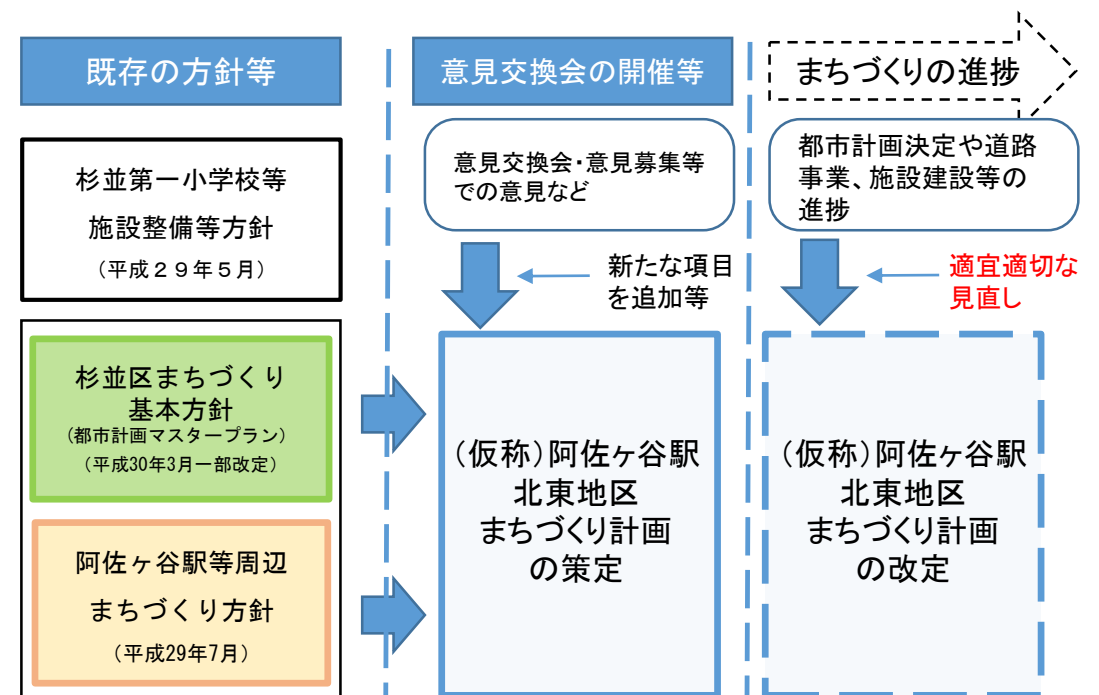 既存の方針等
杉並第一小学校等
施設整備等方針
（平成２９年５月）
杉並区まちづくり
基本方針
（都市計画マスタープラン）
（平成30年3月一部改定）
阿佐ヶ谷駅等周辺
まちづくり方針
（平成29年7月）
意見交換会の開催等
意見交換会・意見募集等
での意見など
新たな項目
を追加等
（仮称）阿佐ヶ谷駅
北東地区
まちづくり計画
の策定
まちづくりの進捗
都市計画決定や道路
事業、施設建設等の
進捗
適宜適切な
見直し
（仮称）阿佐ヶ谷駅
北東地区
まちづくり計画
の改定